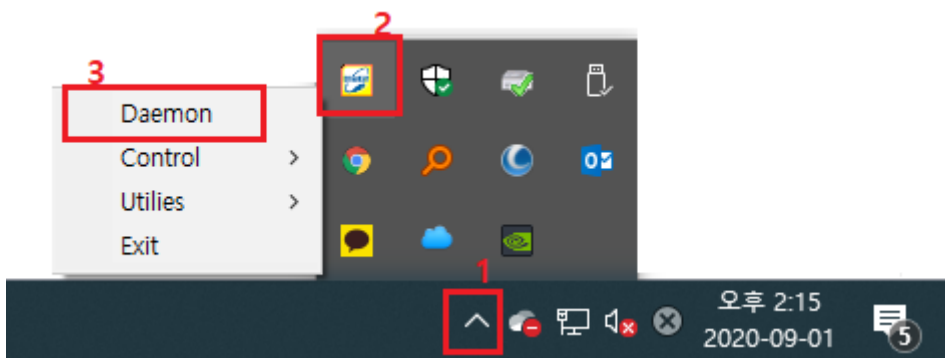 2
3
Daemon
Control
Utilies
Exit
1
오후 2:15
2020-09-01
5